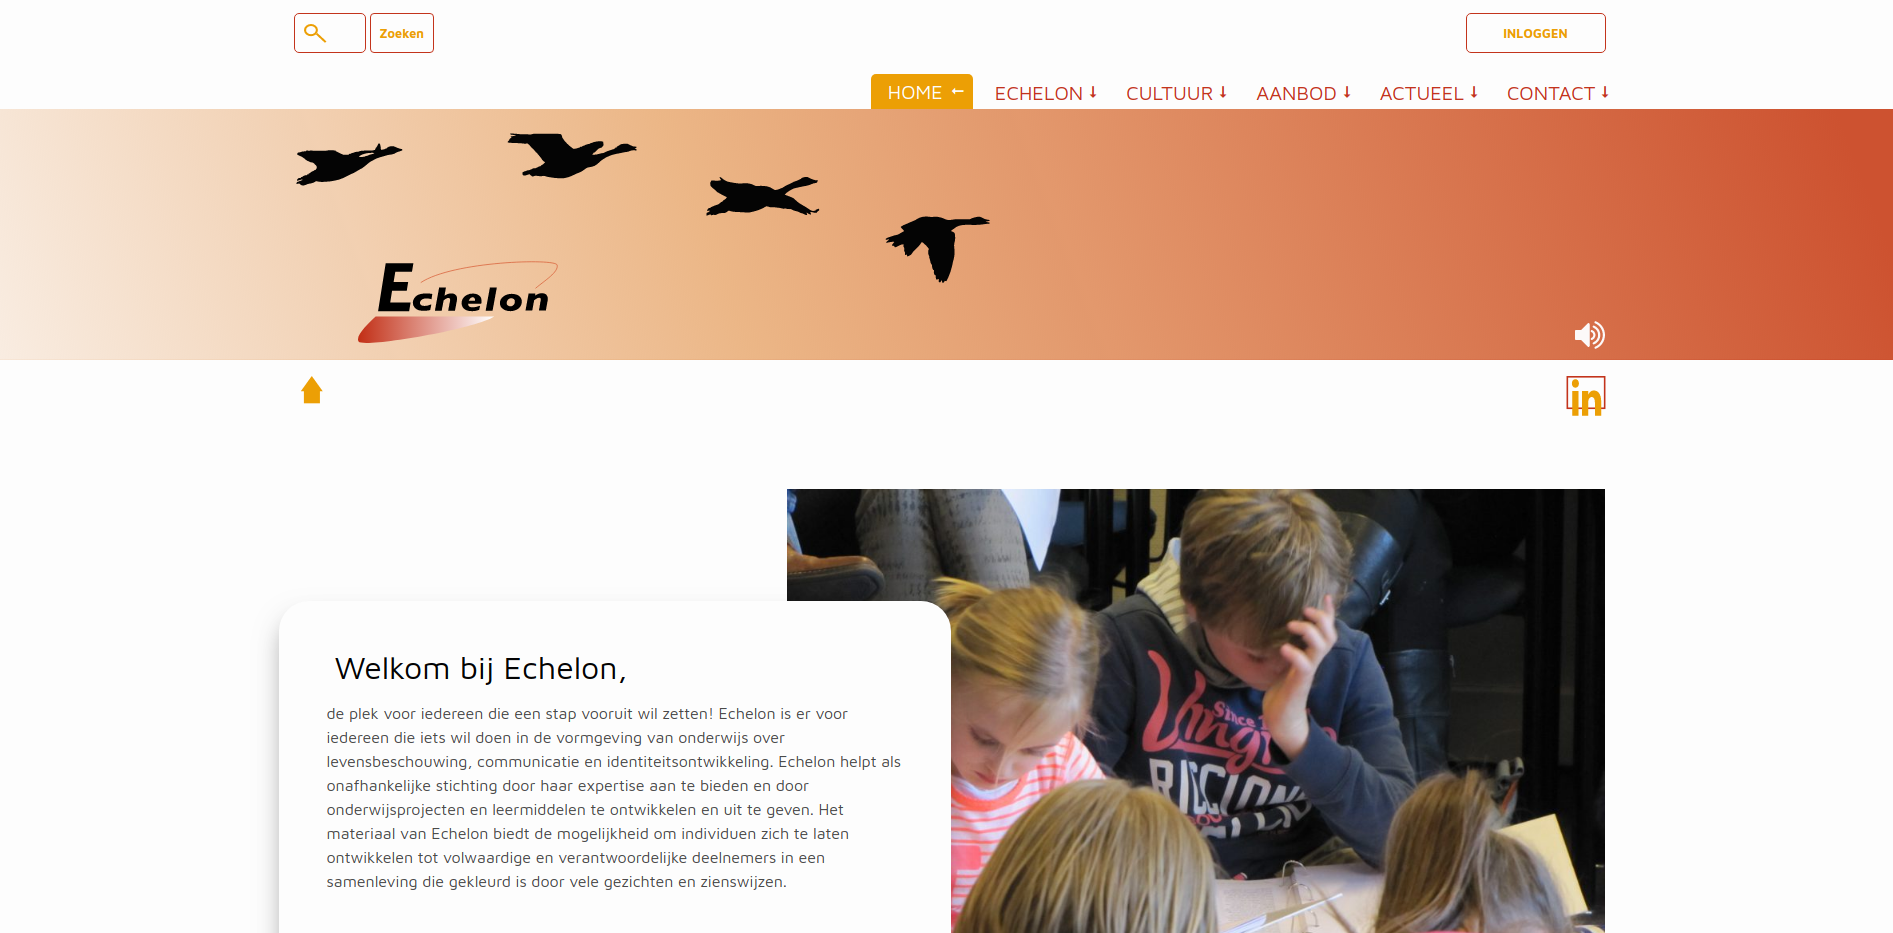 Zoeken
INLOGGEN
HOME ←
ECHELON ↓
CULTUUR ↓
AANBOD ↓
ACTUEEL ↓
CONTACT ↓
Echelon
in
Welkom bij Echelon,
de plek voor iedereen die een stap vooruit wil zetten! Echelon is er voor
iedereen die iets wil doen in de vormgeving van onderwijs over
levensbeschouwing, communicatie en identiteitsontwikkeling. Echelon helpt als
onafhankelijke stichting door haar expertise aan te bieden en door
onderwijsprojecten en leermiddelen te ontwikkelen en uit te geven. Het
materiaal van Echelon biedt de mogelijkheid om individuen zich te laten
ontwikkelen tot volwaardige en verantwoordelijke deelnemers in een
samenleving die gekleurd is door vele gezichten en zienswijzen.
Since